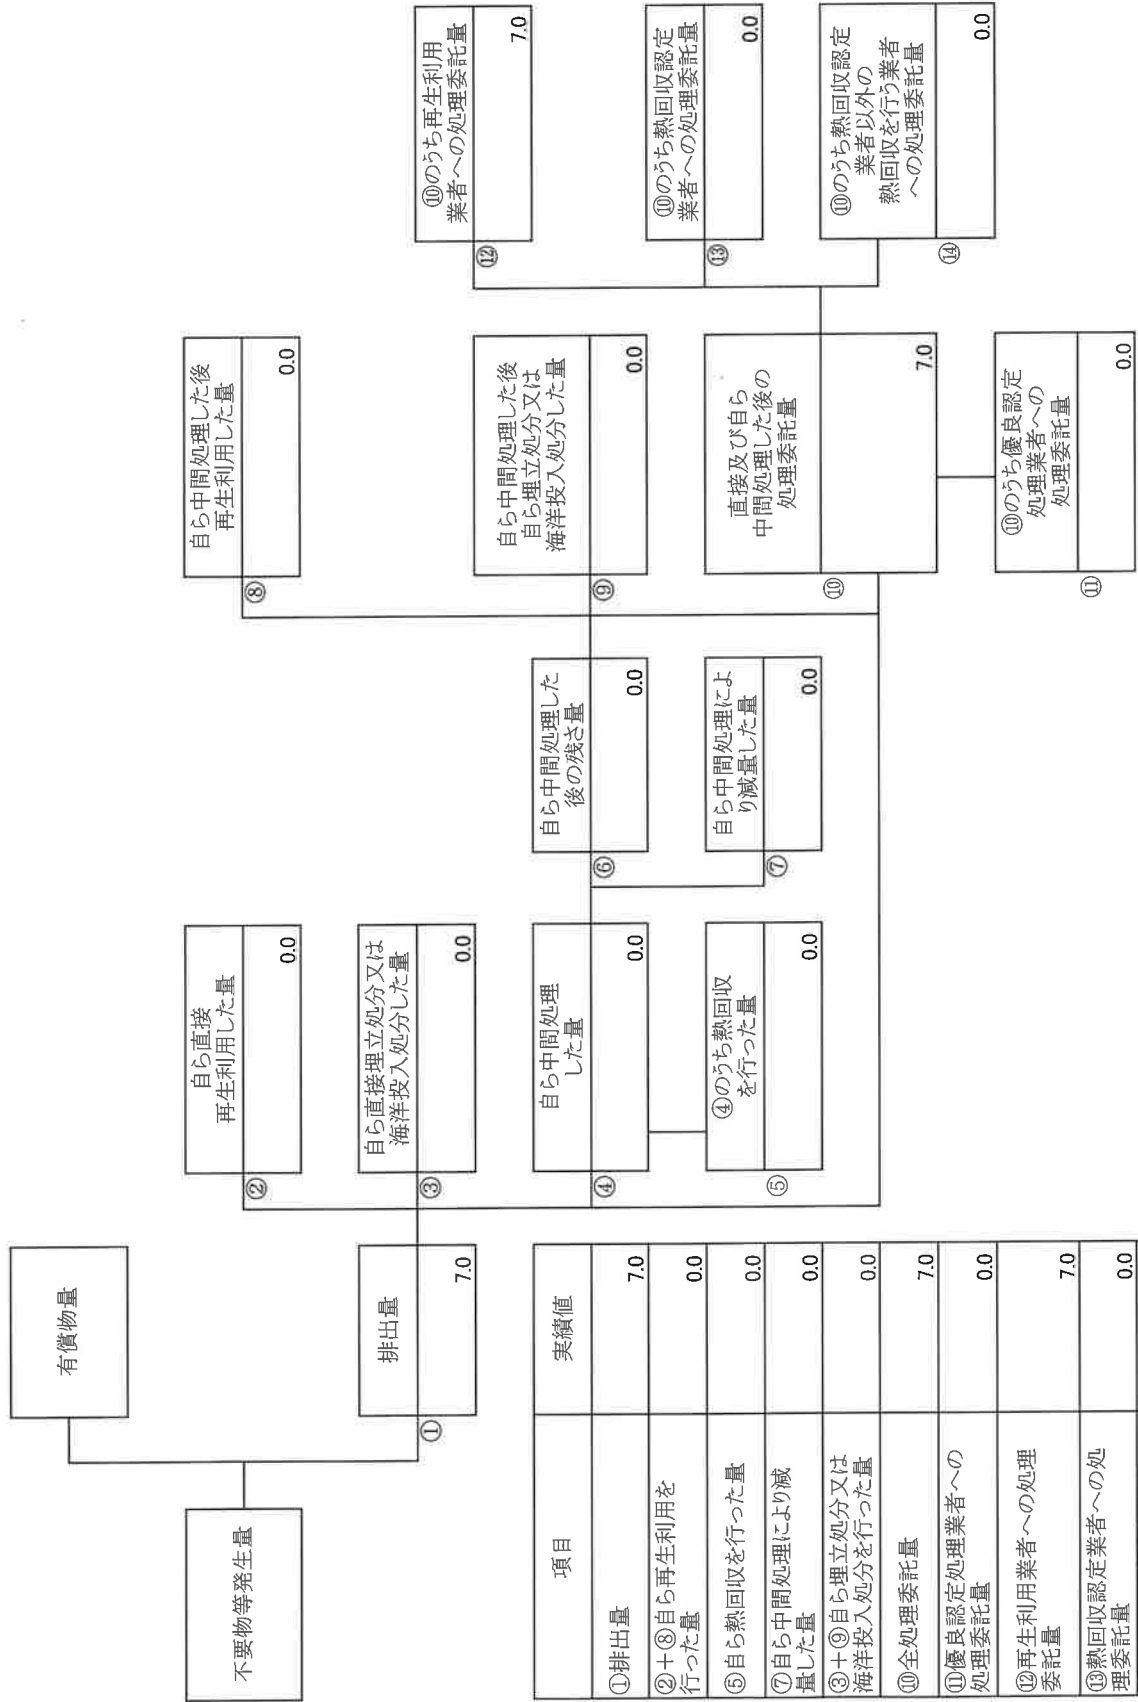 有償物量
不要物等発生量
①
排出量
7.0
②
自ら直接
再生利用した量
0.0
③
自ら直接埋立処分又は
海洋投入処分した量
0.0
④
自ら中間処理
した量
0.0
⑤
④のうち熱回収
を行った量
0.0
⑥
自ら中間処理した
後の残さ量
0.0
⑦
自ら中間処理によ
り減量した量
0.0
⑧
自ら中間処理した後
再生利用した量
0.0
⑨
自ら中間処理した後
自ら埋立処分又は
海洋投入処分した量
0.0
⑩
直接及び自ら
中間処理した後の
処理委託量
7.0
⑪
⑩のうち優良認定
処理業者への
処理委託量
0.0
⑫
⑩のうち再生利用
業者への処理委託量
7.0
⑬
⑩のうち熱回収認定
業者への処理委託量
0.0
⑭
⑩のうち熱回収認定
業者以外の
熱回収を行う業者
への処理委託量
0.0
項目 実績値
①排出量 7.0
②+⑧自ら再生利用を
行った量 0.0
⑤自ら熱回収を行った量 0.0
⑦自ら中間処理により減
量した量 0.0
③+⑨自ら埋立処分又は
海洋投入処分を行った量 0.0
⑩全処理委託量 7.0
⑪優良認定処理業者への
処理委託量 0.0
⑫再生利用業者への処理
委託量 7.0
⑬熱回収認定業者への処
理委託量 0.0